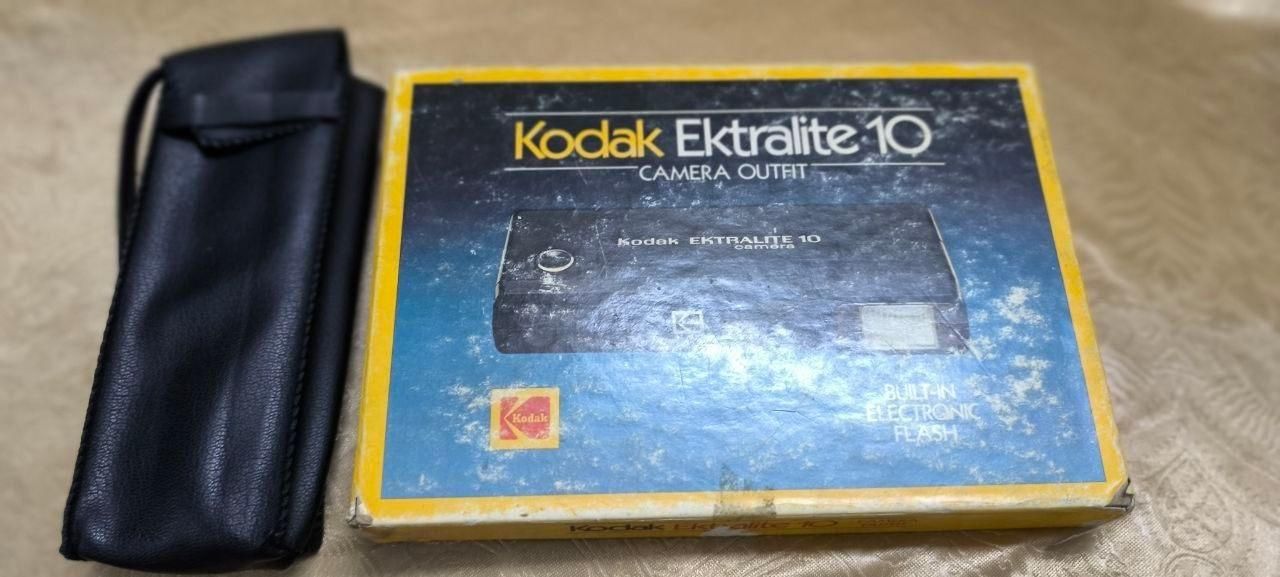 Kodak Ektralite 10
CAMERA OUTFIT
Kodak EKTRALITE 10
camera
Kodak
BUILT-IN
ELECTRONIC
FLASH
Kodak Ektralite 10